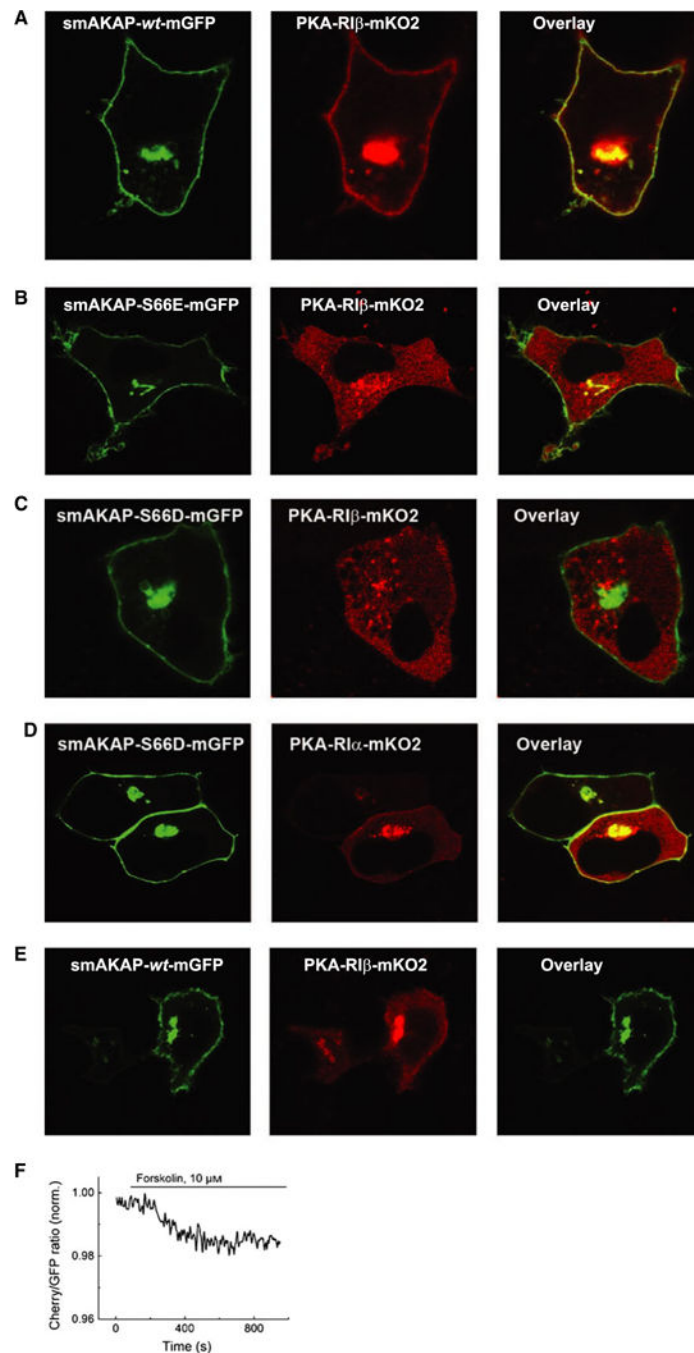 A
smAKAP-wt-mGFP
PKA-RIβ-mKO2
Overlay
B
smAKAP-S66E-mGFP
PKA-RIβ-mKO2
Overlay
C
smAKAP-S66D-mGFP
PKA-RIβ-mKO2
Overlay
D
smAKAP-S66D-mGFP
PKA-RIα-mKO2
Overlay
E
smAKAP-wt-mGFP
PKA-RIβ-mKO2
Overlay
F
Forskolin, 10 μM
Cherry/GFP ratio (norm.)
1.00
0.98
0.96
0 400 800
Time (s)